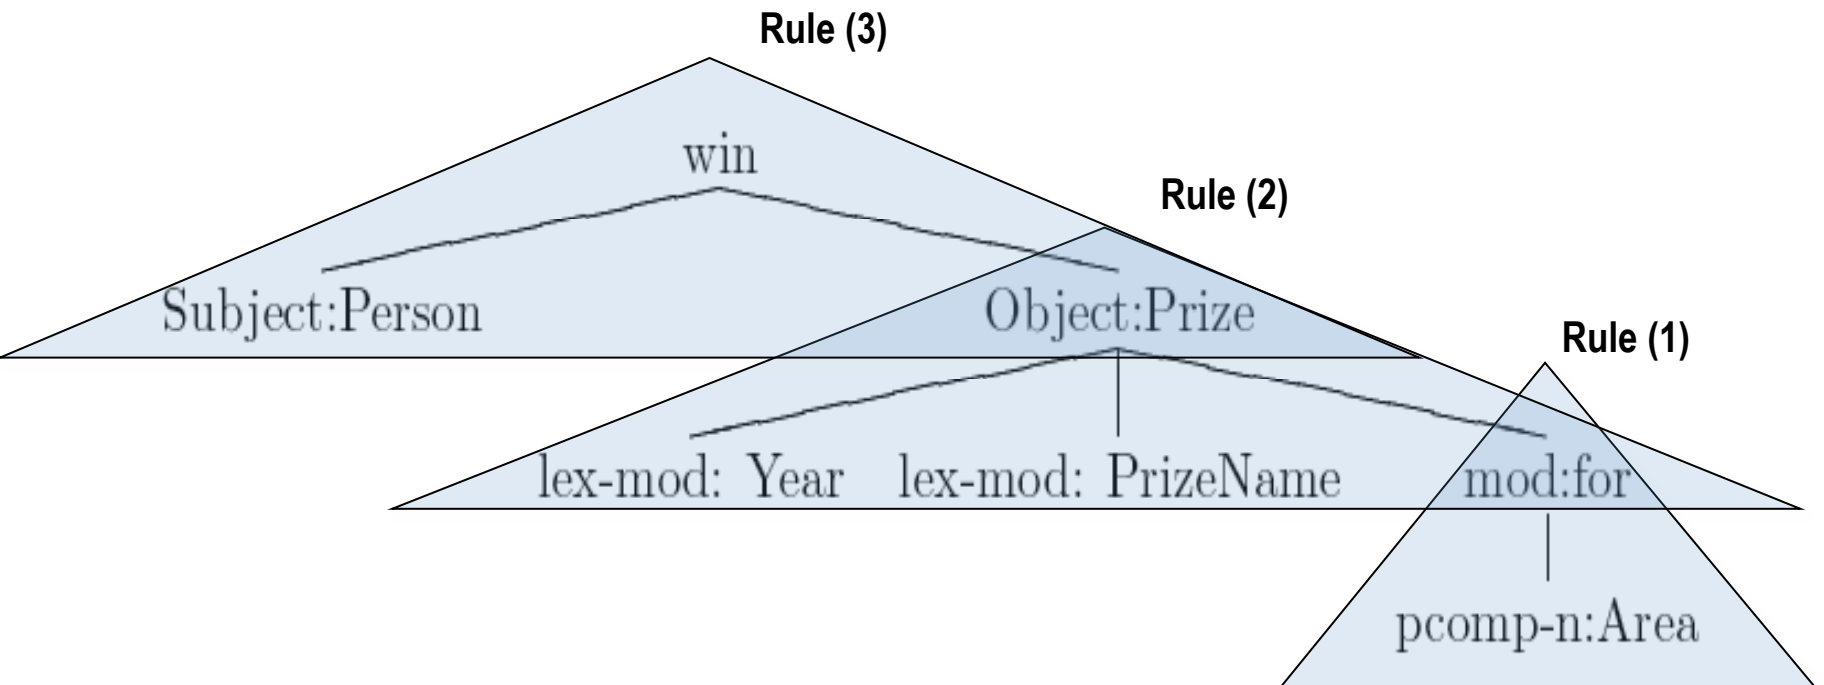 Rule (3)
win
Rule (2)
Subject:Person
Object:Prize
Rule (1)
lex-mod: Year
lex-mod: PrizeName
mod:for
pcomp-n:Area